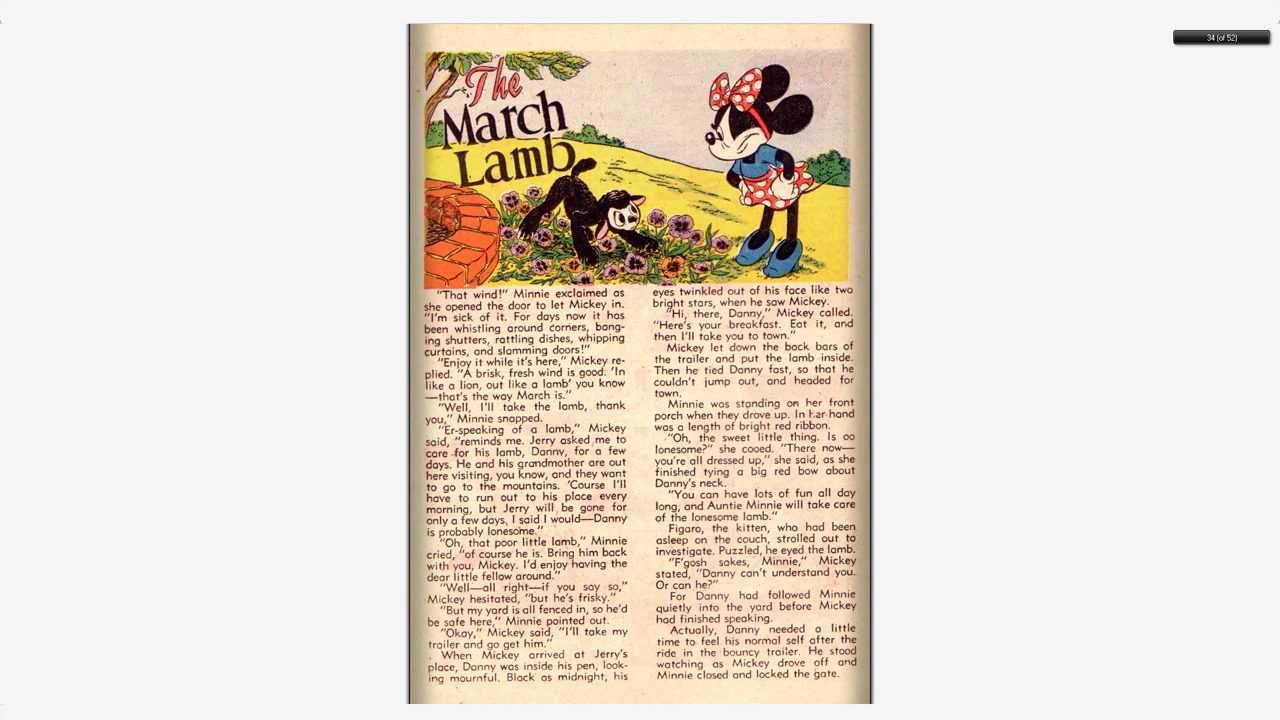 34 (of 52)
The
March
Lamb
"That wind!" Minnie exclaimed as
she opened the door to let Mickey in.
"I'm sick of it. For days now it has
been whistling around corners, bang-
ing shutters, rattling dishes, whipping
curtains, and slamming doors!"
"Enjoy it while it's here," Mickey re-
plied. "A brisk, fresh wind is good. 'In
like a lion, out like a lamb' you know
—that's the way March is."
"Well, I'll take the lamb, thank
you," Minnie snapped.
"Er-speaking of a lamb," Mickey
said, "reminds me. Jerry asked me to
care for his lamb, Danny, for a few
days. He and his grandmother are out
here visiting, you know, and they want
to go to the mountains. 'Course I'll
have to run out to his place every
morning, but Jerry will be gone for
only a few days, I said I would—Danny
is probably lonesome."
"Oh, that poor little lamb," Minnie
cried, "of course he is. Bring him back
with you, Mickey. I'd enjoy having the
dear little fellow around."
"Well—all right—if you say so,"
Mickey hesitated, "but he's frisky."
"But my yard is all fenced in, so he'd
be safe here," Minnie pointed out.
"Okay," Mickey said, "I'll take my
trailer and go get him."
When Mickey arrived at Jerry's
place, Danny was inside his pen, look-
ing mournful. Black as midnight, his
eyes twinkled out of his face like two
bright stars, when he saw Mickey.
"Hi, there, Danny," Mickey called.
"Here's your breakfast. Eat it, and
then I'll take you to town."
Mickey let down the back bars of
the trailer and put the lamb inside.
Then he tied Danny fast, so that he
couldn't jump out, and headed for
town.
Minnie was standing on her front
porch when they drove up. In her hand
was a length of bright red ribbon.
"Oh, the sweet little thing. Is oo
lonesome?" she cooed. "There now—
you're all dressed up," she said, as she
finished tying a big red bow about
Danny's neck.
"You can have lots of fun all day
long, and Auntie Minnie will take care
of the lonesome lamb."
Figaro, the kitten, who had been
asleep on the couch, strolled out to
investigate. Puzzled, he eyed the lamb.
"F'gosh sakes, Minnie," Mickey
stated, "Danny can't understand you.
Or can he?"
For Danny had followed Minnie
quietly into the yard before Mickey
had finished speaking.
Actually, Danny needed a little
time to feel his normal self after the
ride in the bouncy trailer. He stood
watching as Mickey drove off and
Minnie closed and locked the gate.